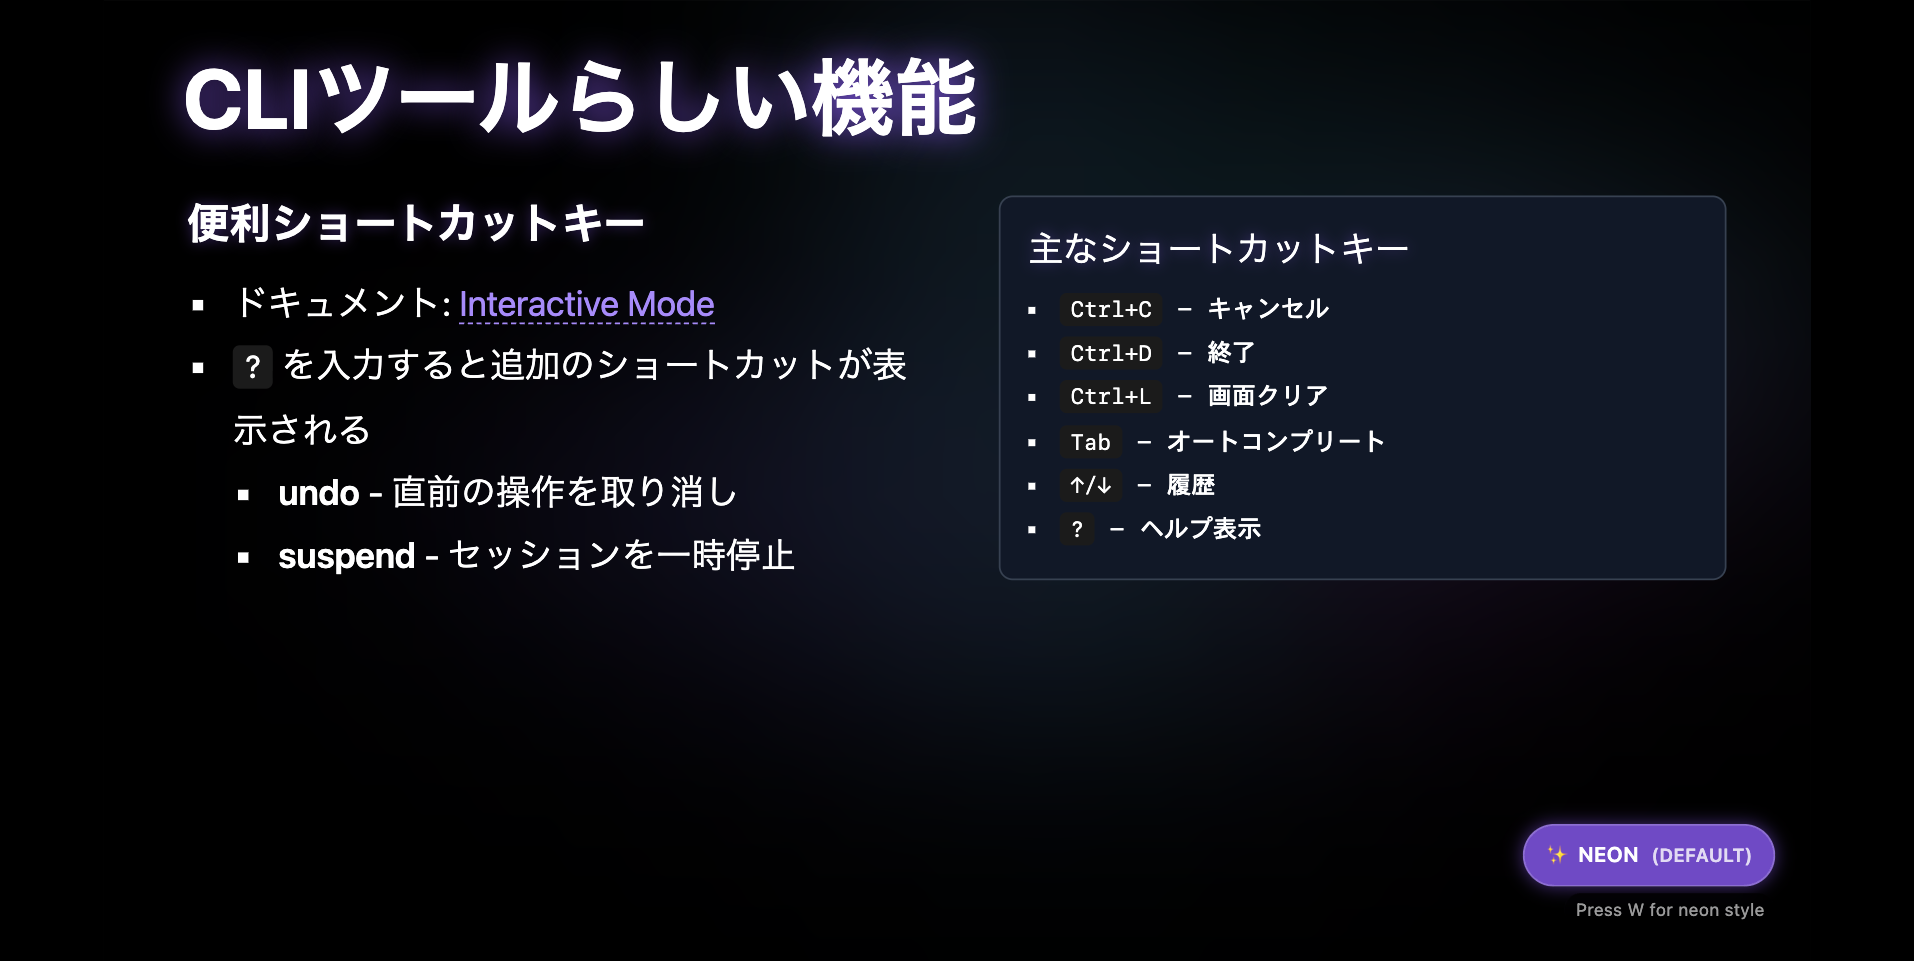 CLIツールらしい機能
便利ショートカットキー
▪ ドキュメント: Interactive Mode
▪ ? を入力すると追加のショートカットが表
示される
▪ undo - 直前の操作を取り消し
▪ suspend - セッションを一時停止
主なショートカットキー
▪ Ctrl+C – キャンセル
▪ Ctrl+D – 終了
▪ Ctrl+L – 画面クリア
▪ Tab – オートコンプリート
▪ ↑/↓ – 履歴
▪ ? – ヘルプ表示
✨ NEON (DEFAULT)
Press W for neon style